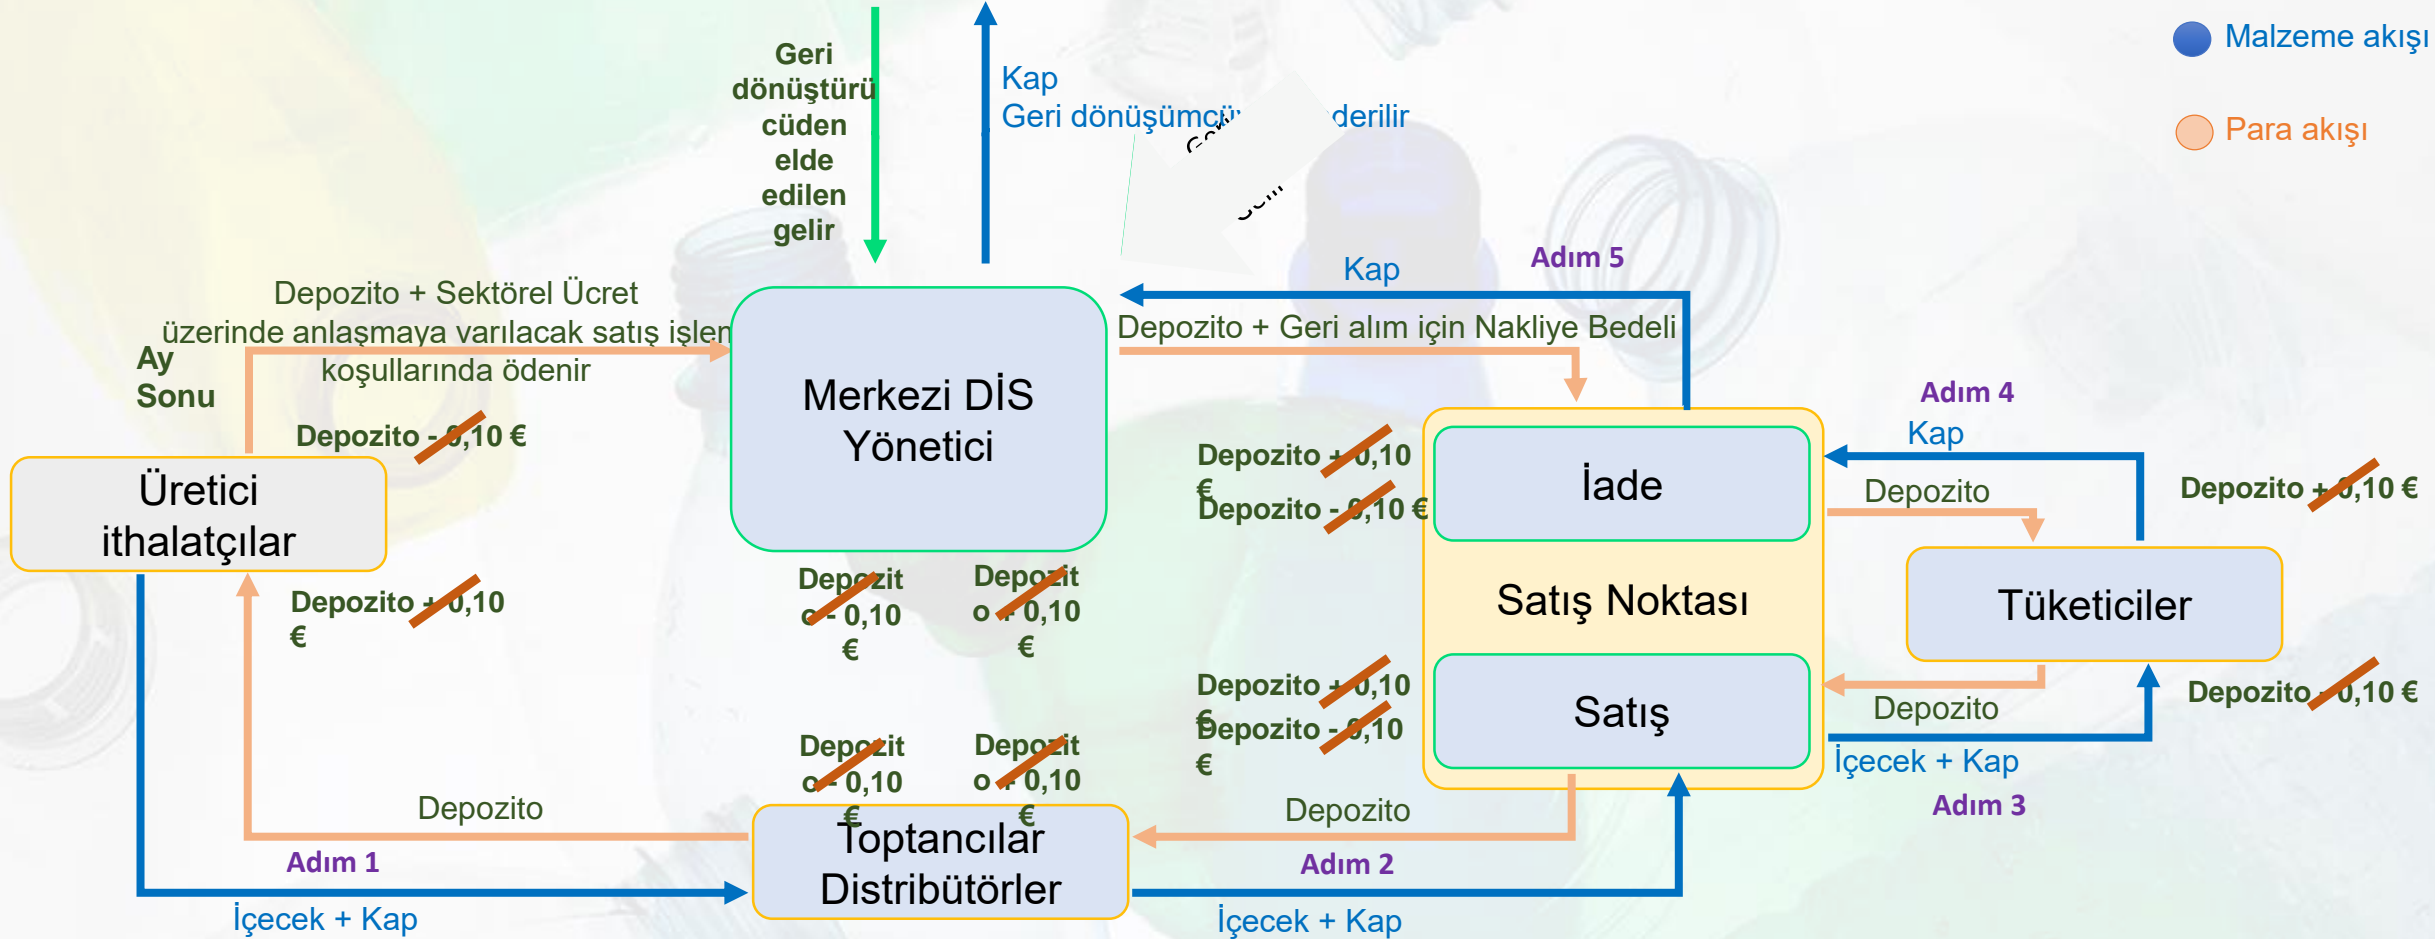 Malzeme akışı
Para akışı
Geri
dönüştürü
cüden
elde
edilen
gelir
Kap
Geri dönüşümcü derilir
Adım 5
Kap
Depozito + Sektörel Ücret
üzerinde anlaşmaya varılacak satış işlem
koşullarında ödenir
Ay
Sonu
Depozito + Geri alım için Nakliye Bedeli
Merkezi DİS
Yönetici
Depozito - 0,10 €
Üretici
ithalatçılar
Depozito + 0,10
€
Depozit
o - 0,10
€
Depozit
o + 0,10
€
Depozito + 0,10
€
Depozito - 0,10 €
İade
Satış Noktası
Satış
Adım 4
Kap
Depozito
Depozito + 0,10 €
Tüketiciler
Depozito - 0,10 €
Depozito
İçecek + Kap
Adım 3
Depozito + 0,10
€
Depozito - 0,10
€
Depozit
o - 0,10
€
Depozit
o + 0,10
€
Depozito
Adım 1
İçecek + Kap
Toptancılar
Distribütörler
Depozito
Adım 2
İçecek + Kap